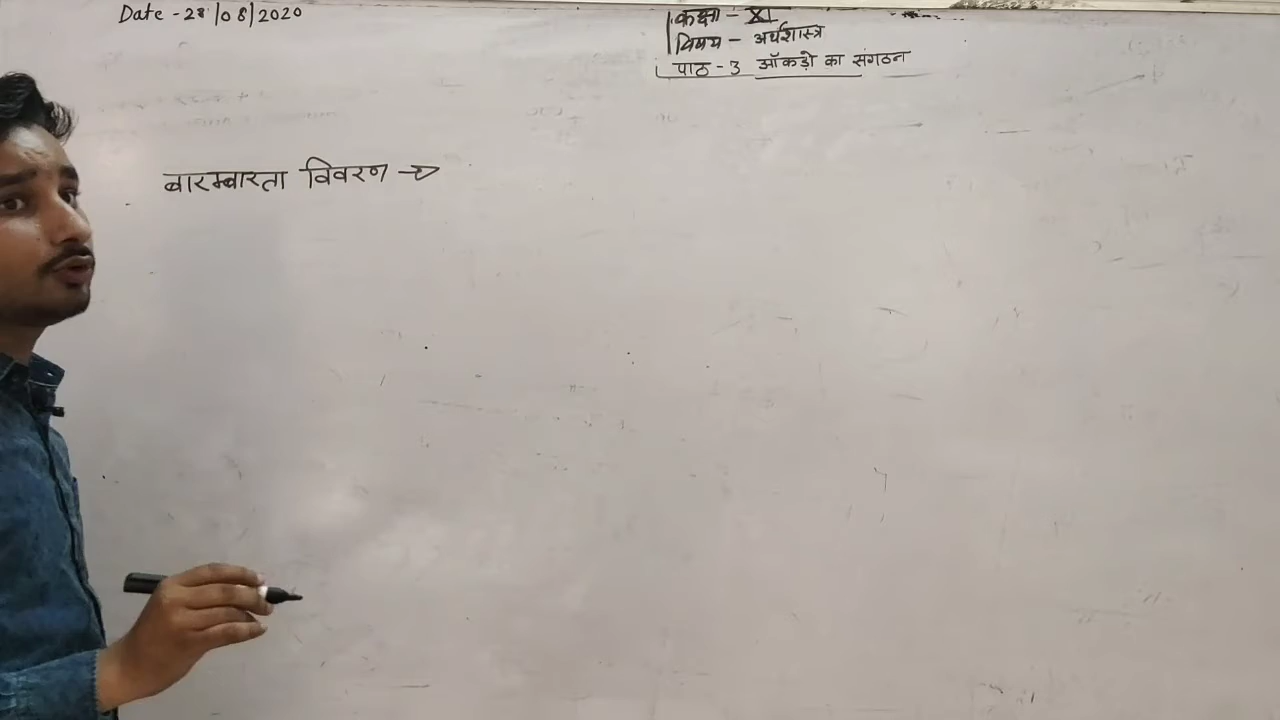 Date - 28/08/2020
कक्षा - XI
विषय - अर्थशास्त्र
पाठ - 3 आँकड़ो का संगठन
बारम्बारता विवरण →